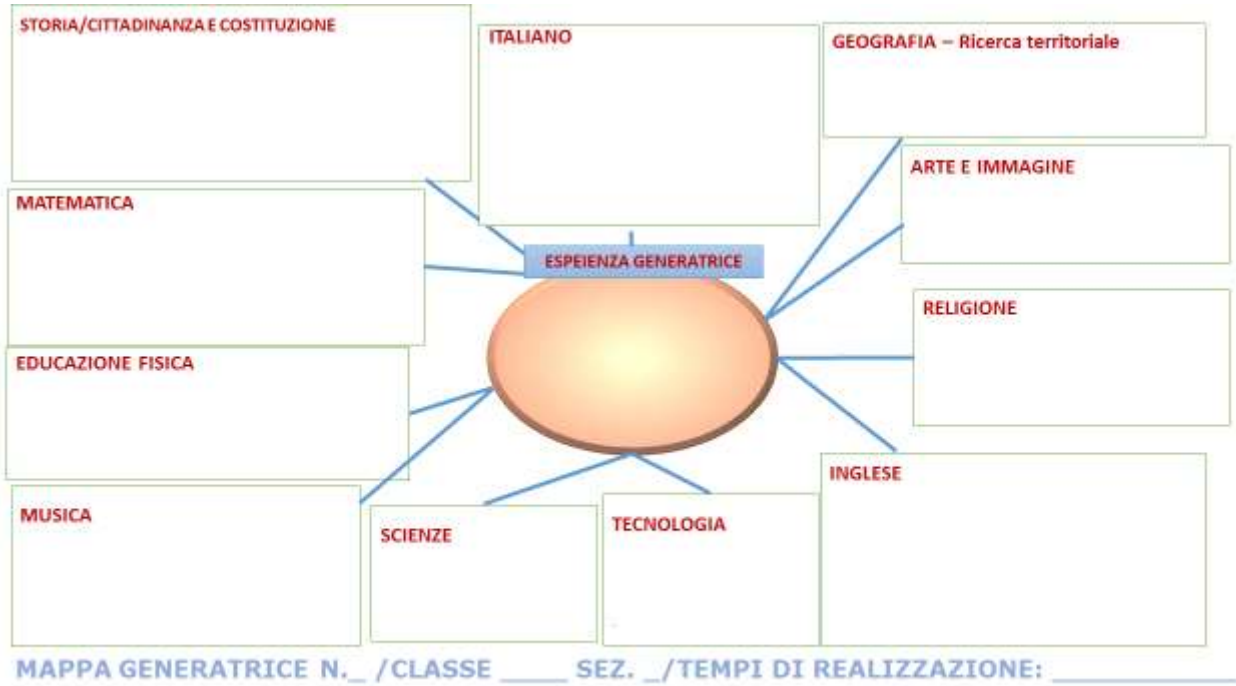 STORIA/CITTADINANZA E COSTITUZIONE
ITALIANO
GEOGRAFIA – Ricerca territoriale
ARTE E IMMAGINE
MATEMATICA
ESPEIENZA GENERATRICE
RELIGIONE
EDUCAZIONE FISICA
INGLESE
MUSICA
SCIENZE
TECNOLOGIA
MAPPA GENERATRICE N._ /CLASSE ____ SEZ. _/TEMPI DI REALIZZAZIONE: ___________